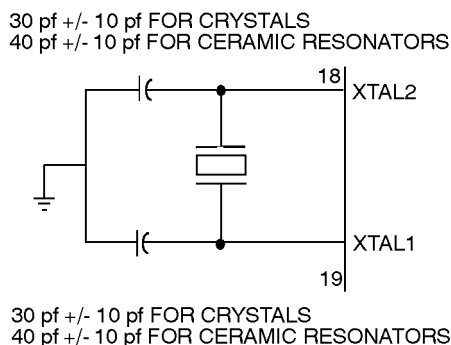 30 pf +/- 10 pf FOR CRYSTALS
40 pf +/- 10 pf FOR CERAMIC RESONATORS
18
XTAL2
XTAL1
19
30 pf +/- 10 pf FOR CRYSTALS
40 pf +/- 10 pf FOR CERAMIC RESONATORS